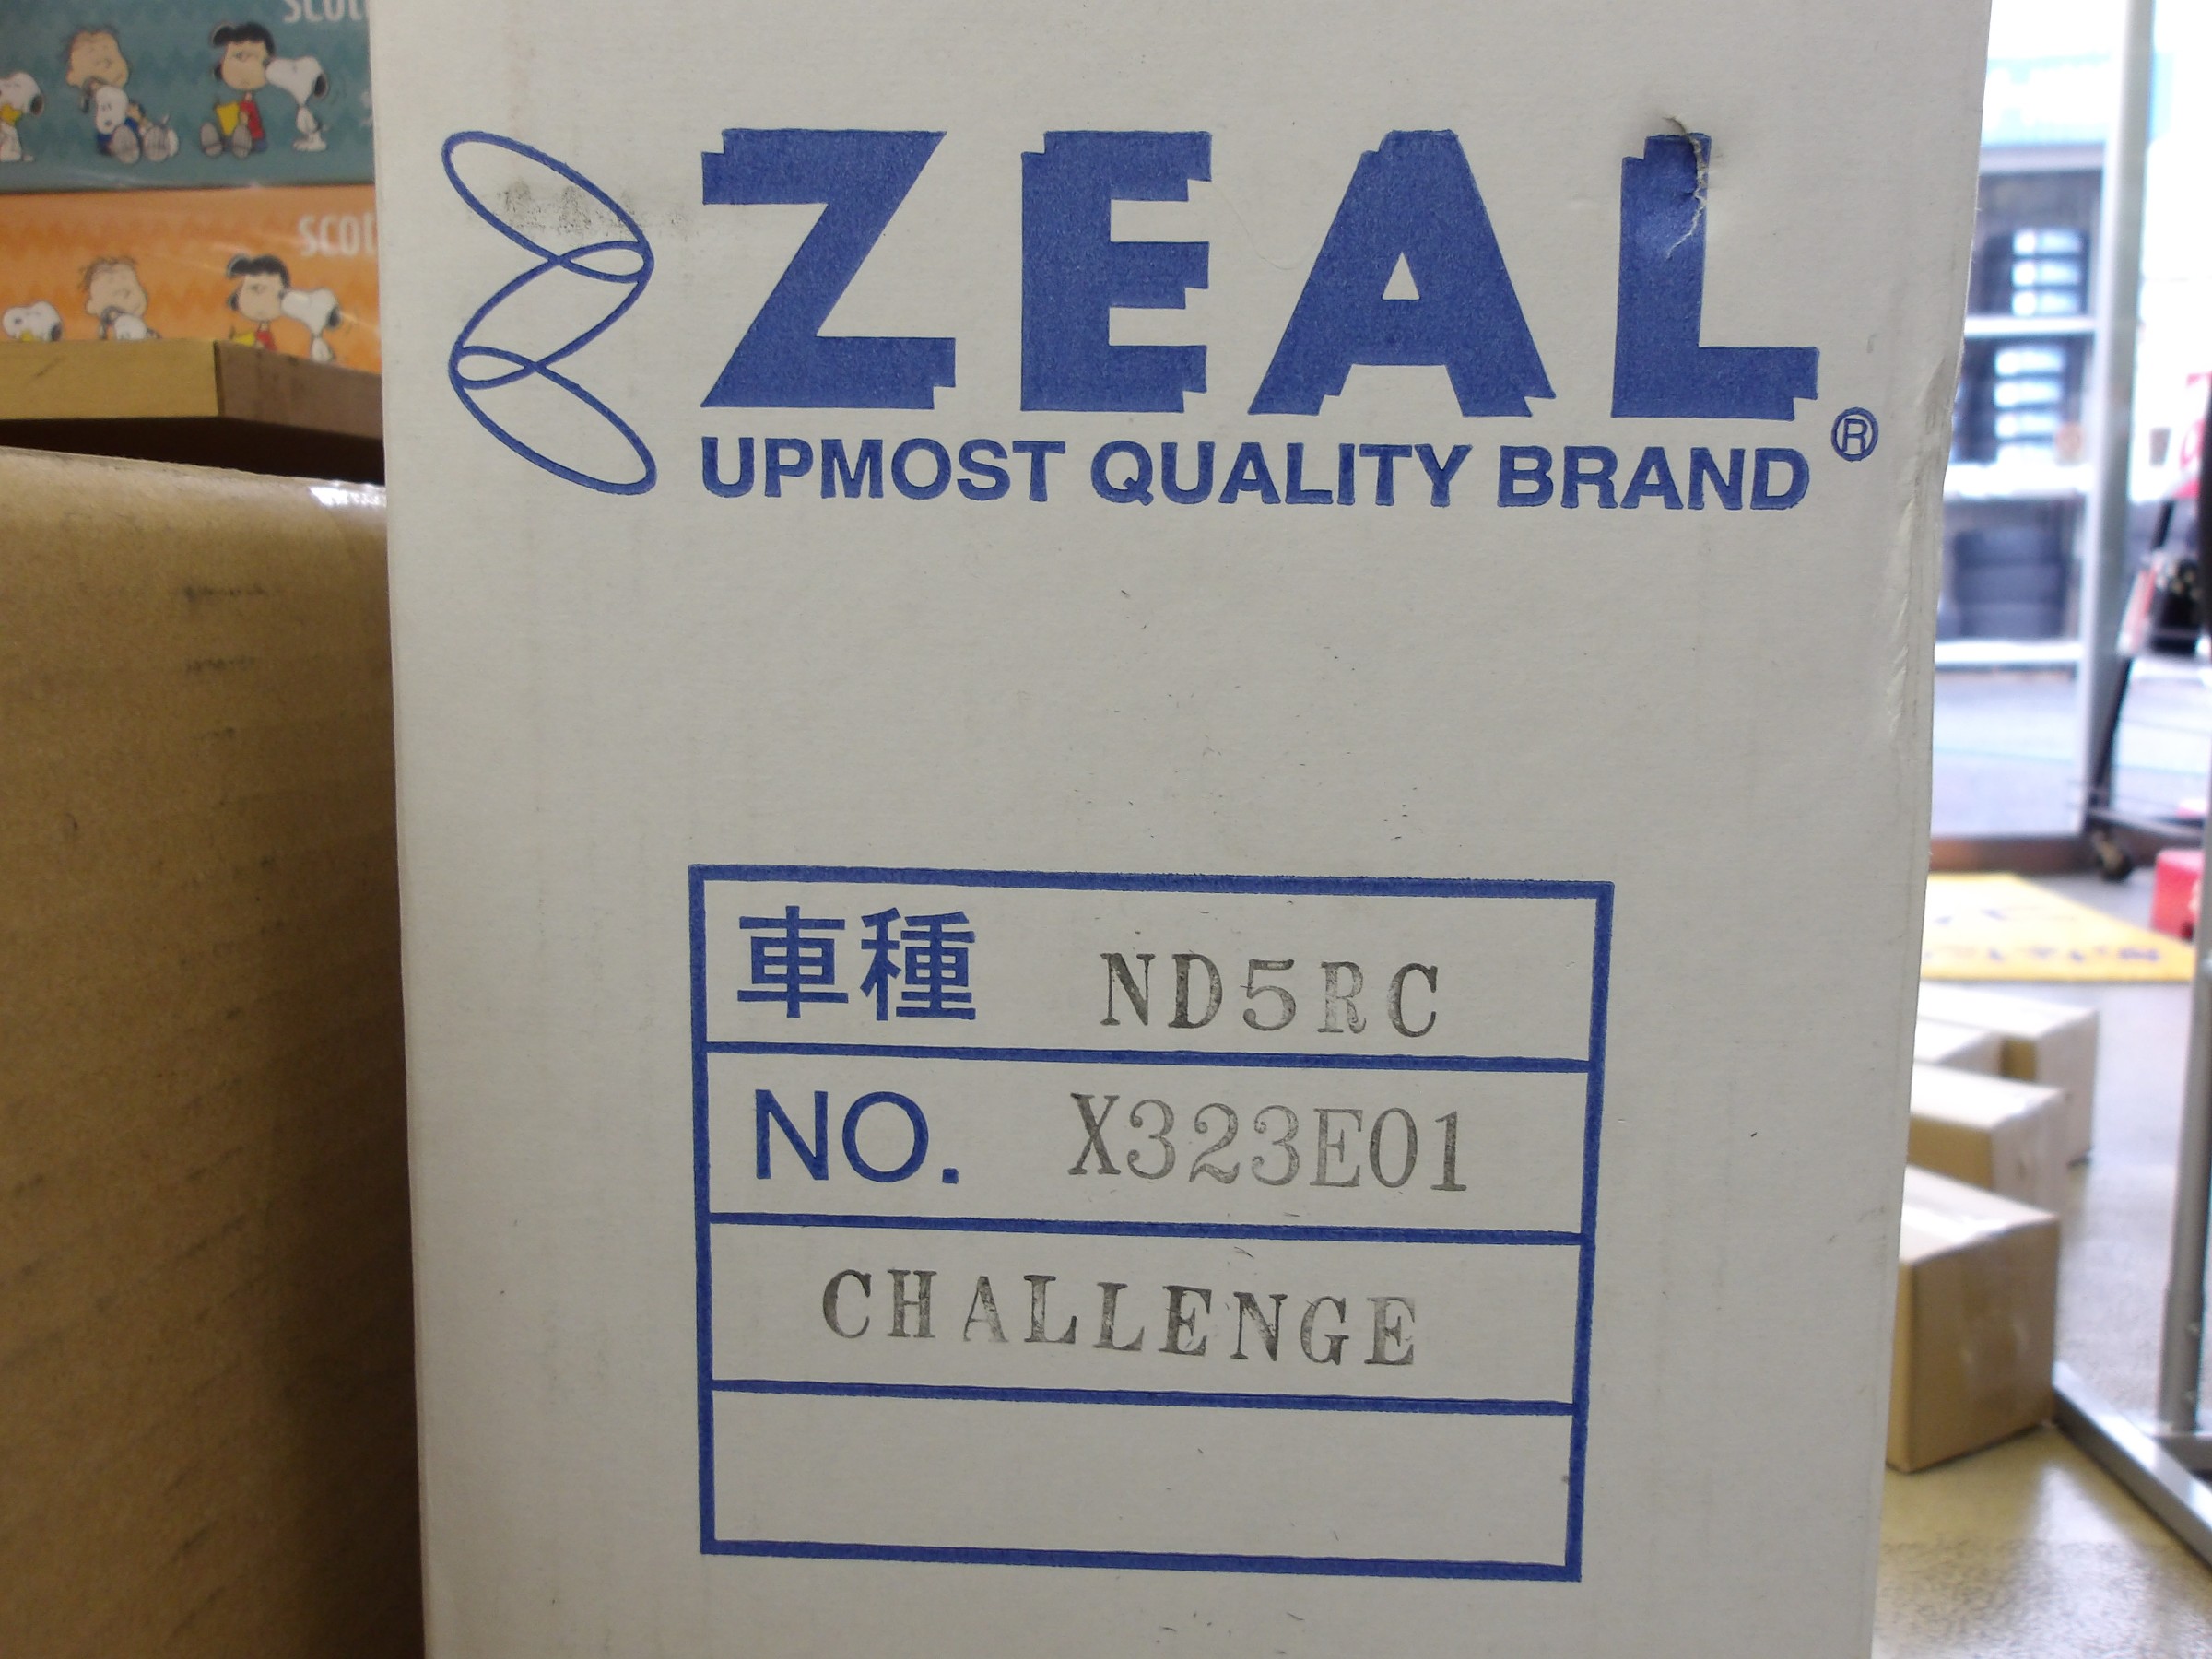 ZEAL
UPMOST QUALITY BRAND®
車種 ND5RC
NO. X323E01
CHALLENGE